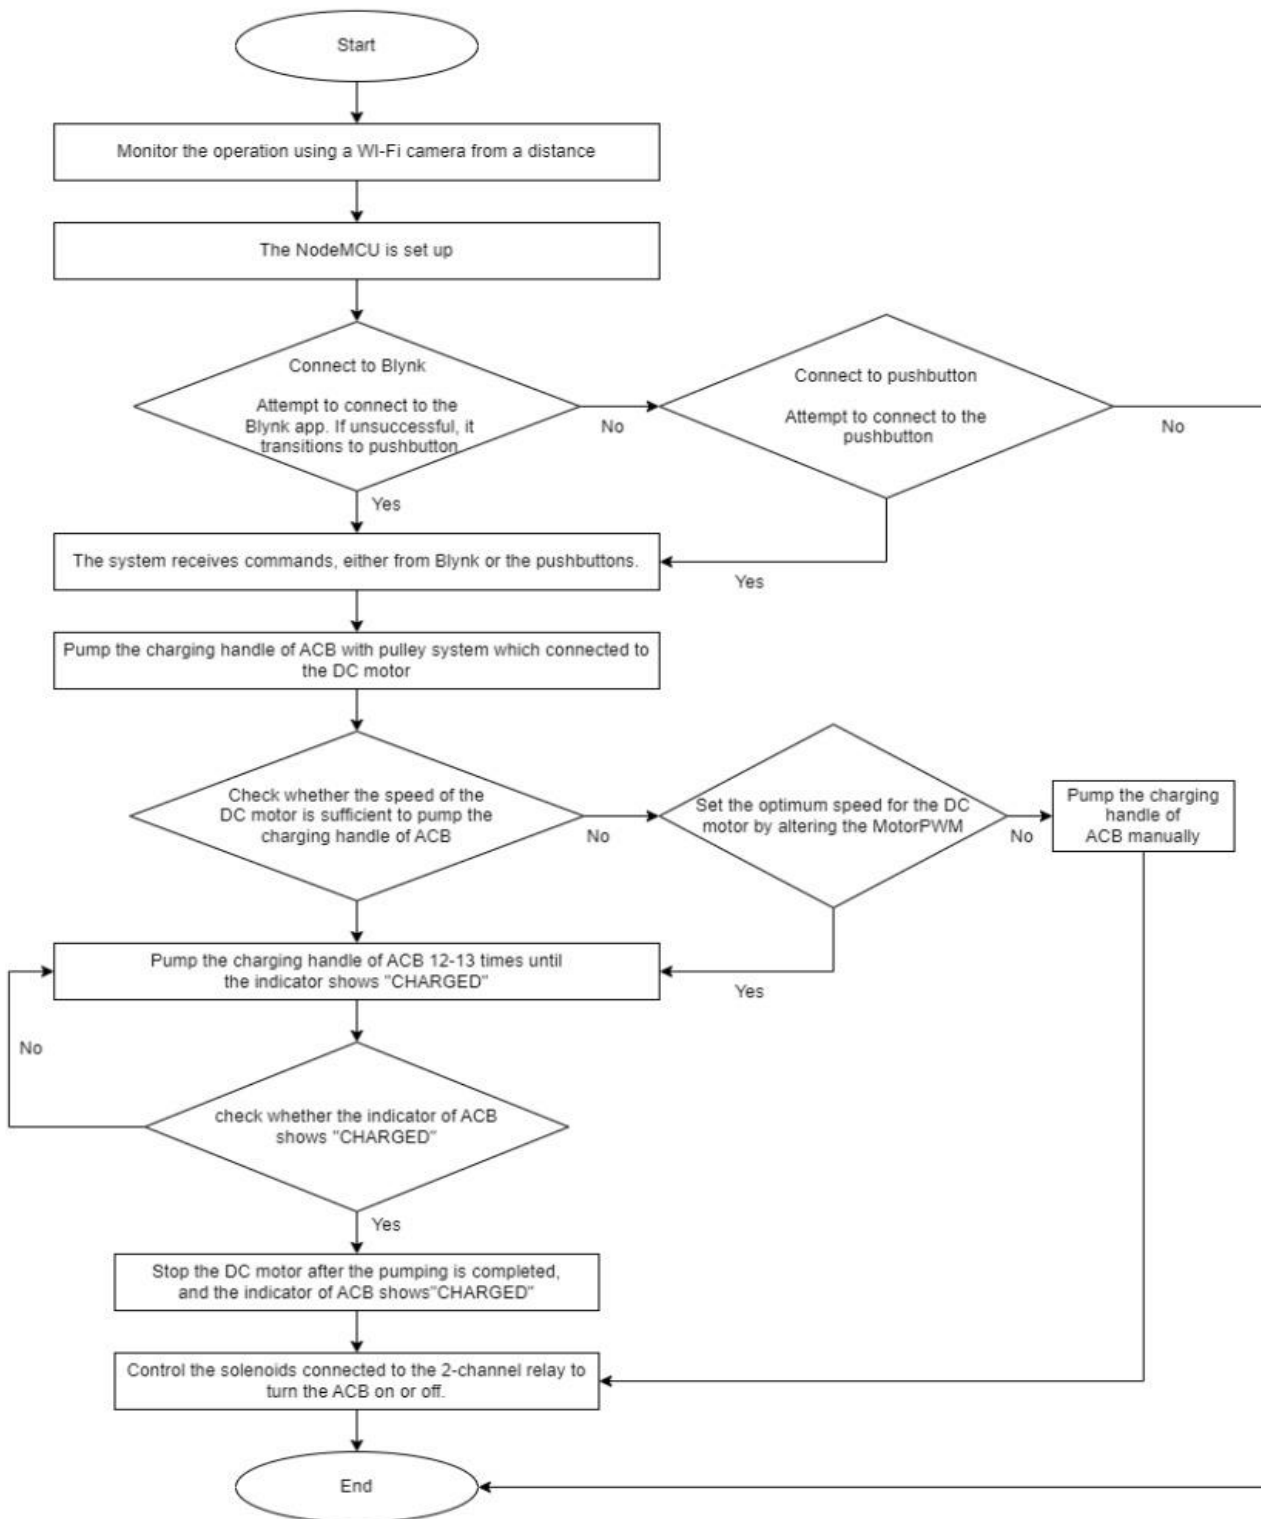 Start
Monitor the operation using a WI-Fi camera from a distance
The NodeMCU is set up
Connect to Blynk
Attempt to connect to the
Blynk app. If unsuccessful, it
transitions to pushbutton
No
Connect to pushbutton
Attempt to connect to the
pushbutton
No
Yes
The system receives commands, either from Blynk or the pushbuttons.
Yes
Pump the charging handle of ACB with pulley system which connected to
the DC motor
Check whether the speed of the
DC motor is sufficient to pump the
charging handle of ACB
No
Set the optimum speed for the DC
motor by altering the MotorPWM
No
Pump the charging
handle of
ACB manually
Pump the charging handle of ACB 12-13 times until
the indicator shows "CHARGED"
Yes
No
check whether the indicator of ACB
shows "CHARGED"
Yes
Stop the DC motor after the pumping is completed,
and the indicator of ACB shows"CHARGED"
Control the solenoids connected to the 2-channel relay to
turn the ACB on or off.
End